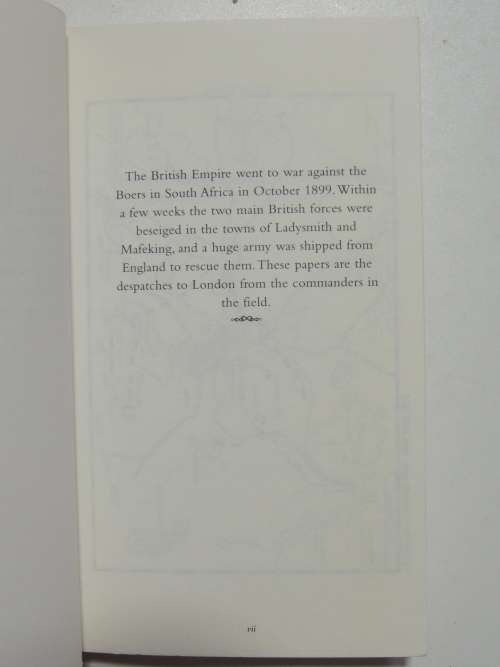 The British Empire went to war against the
Boers in South Africa in October 1899. Within
a few weeks the two main British forces were
beseiged in the towns of Ladysmith and
Mafeking, and a huge army was shipped from
England to rescue them. These papers are the
despatches to London from the commanders in
the field.
vii